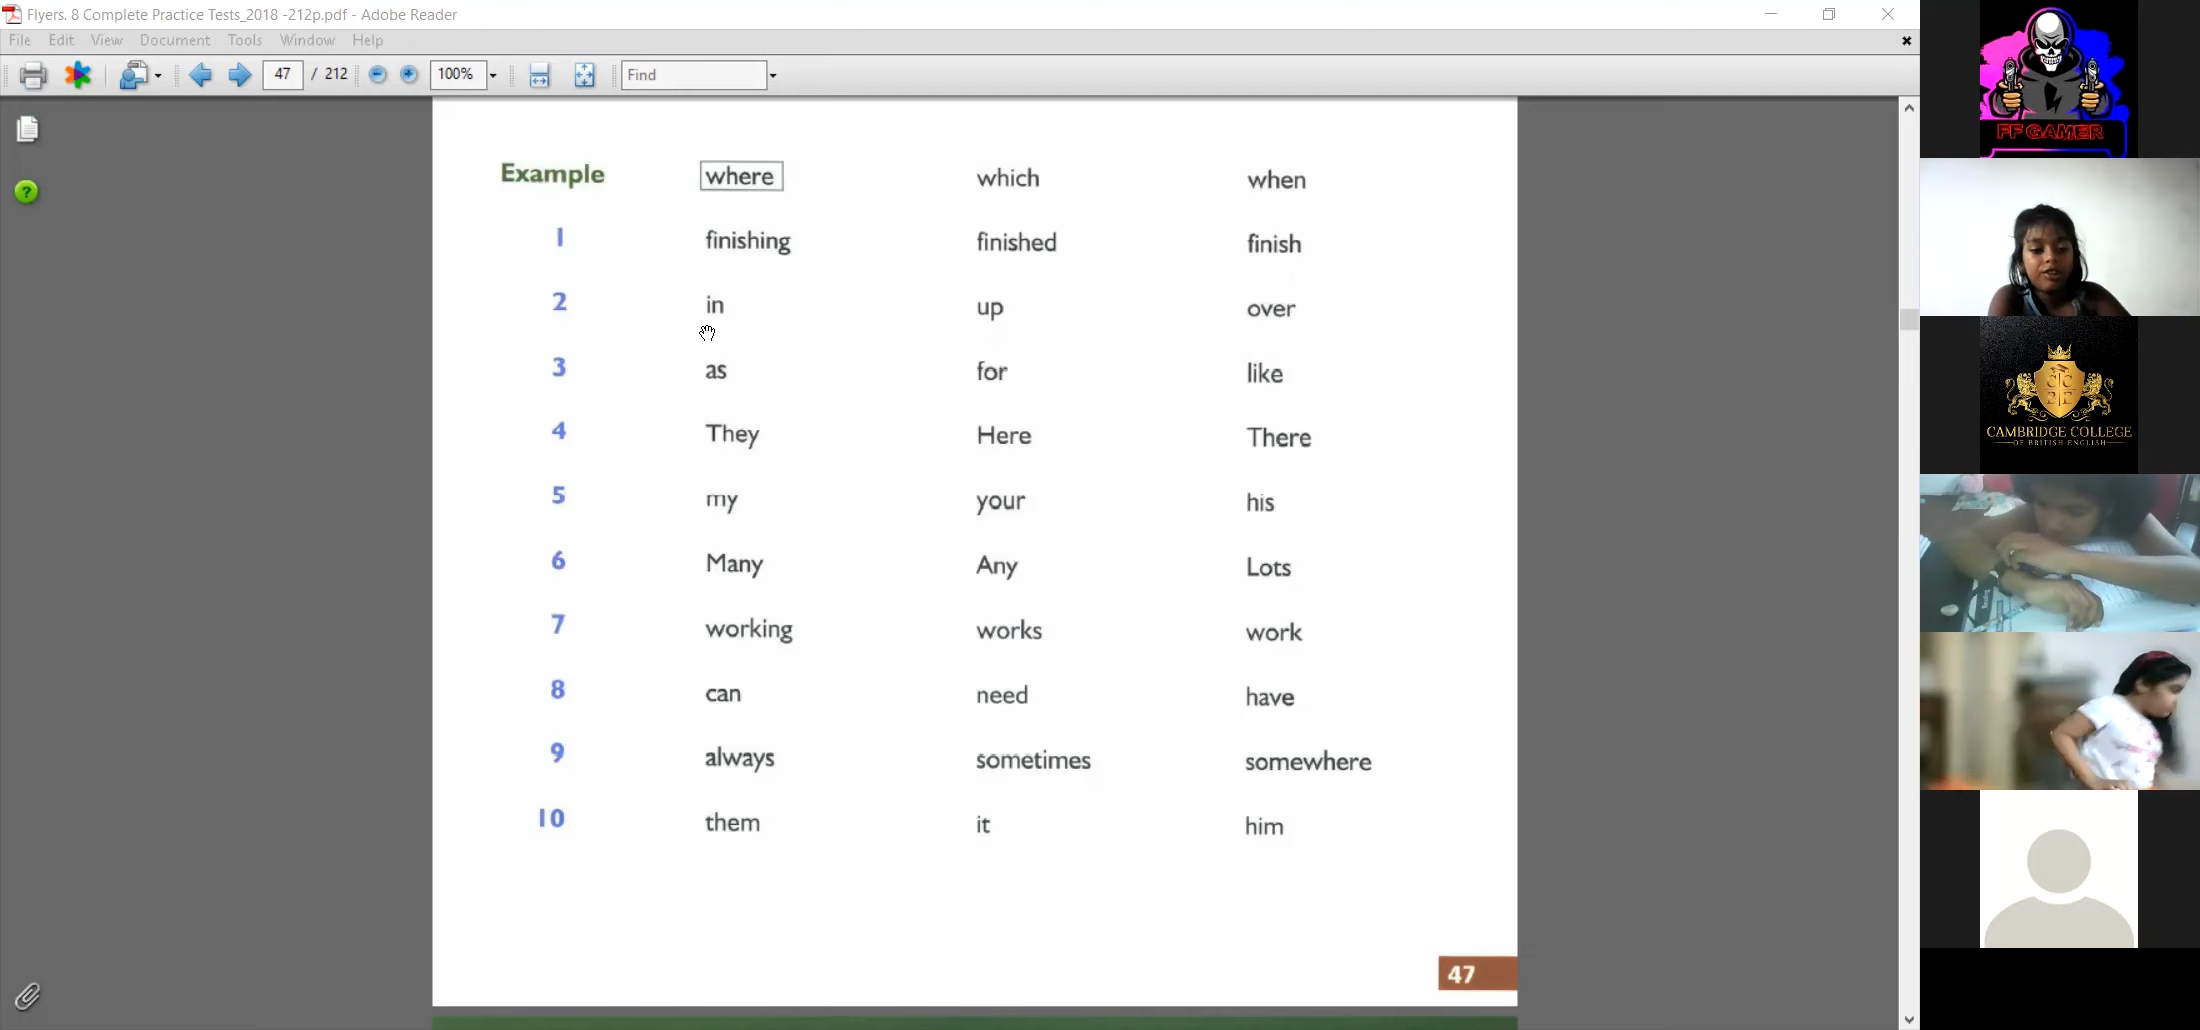 Flyers. 8 Complete Practice Tests_2018 -212p.pdf - Adobe Reader
File Edit View Document Tools Window Help
47 / 212 100% Find
Example where which when
1 finishing finished finish
2 in up over
3 as for like
4 They Here There
5 my your his
6 Many Any Lots
7 working works work
8 can need have
9 always sometimes somewhere
10 them it him
47
FF GAMER
CAMBRIDGE COLLEGE
OF BRITISH ENGLISH